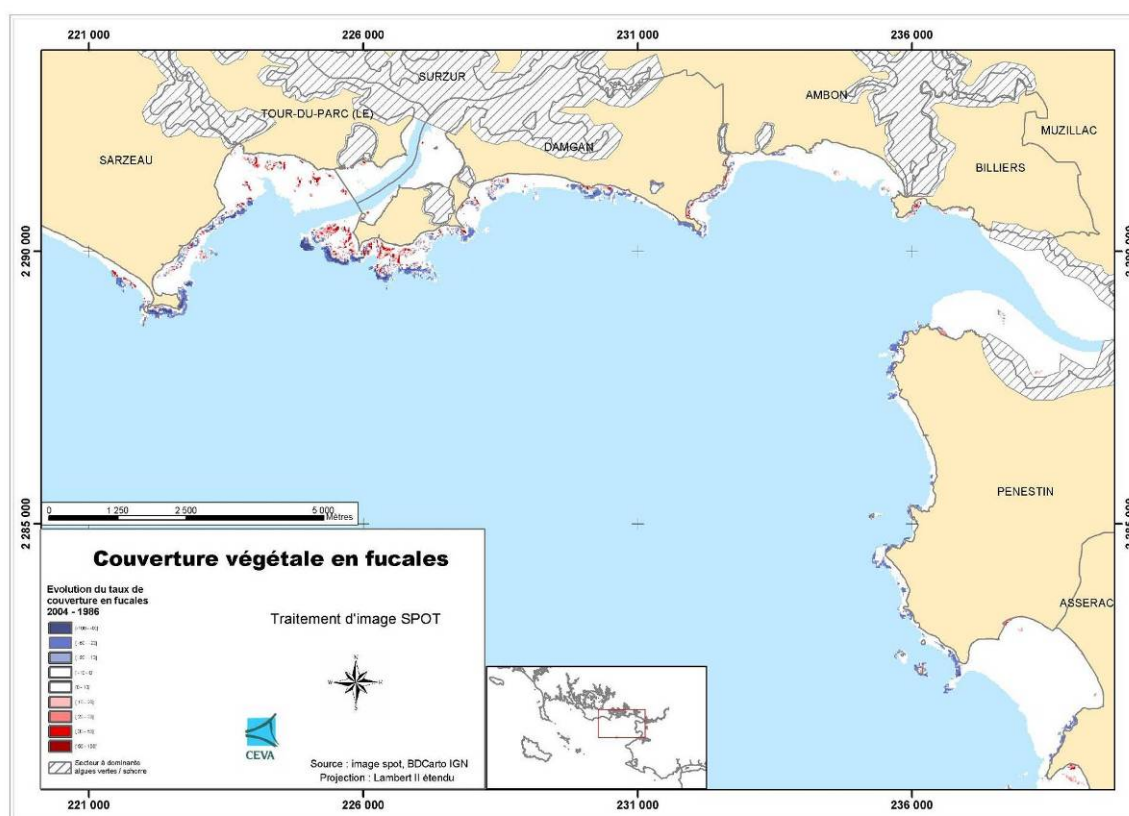 221 000 226 000 231 000 236 000
SURZUR
AMBON
TOUR-DU-PARC (LE)
MUZILLAC
DAMGAN
SARZEAU
BILLIERS
2 290 000
PENESTIN
0 1 250 2 500 5 000
Mètres
2 285 000
2 285 000
ASSERAC
Couverture végétale en fucales
Evolution du taux de
couverture en fucales
2004 - 1986
Traitement d'image SPOT
N
W E
S
CEVA
Secteur à dominante
algues vertes / schorre
Source : image spot, BDCarto IGN
Projection : Lambert II étendu
221 000 226 000 231 000 236 000